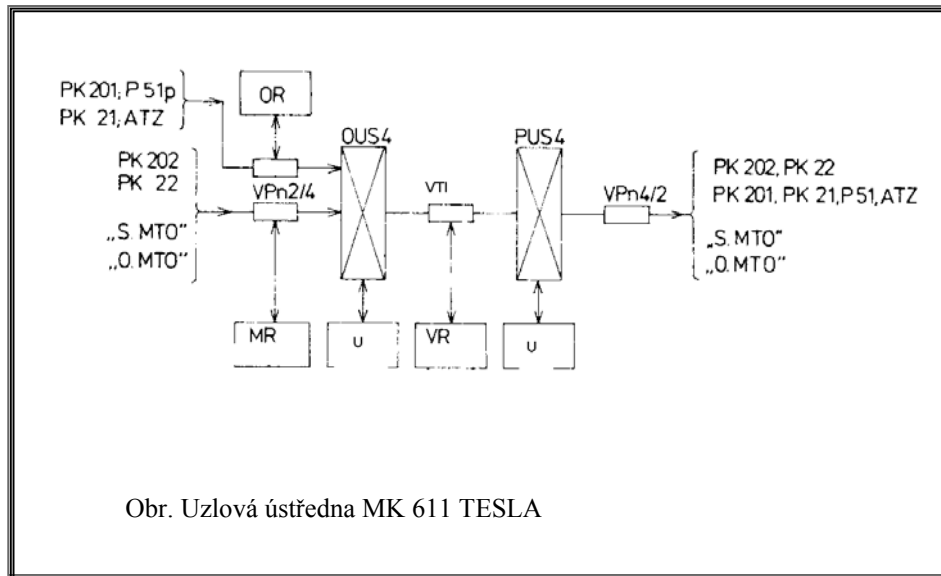 PK 201; P 51p
PK 21; ATZ
OR
OUS4
PUS4
PK 202
PK 22
VPn2/4
VTI
VPn4/2
PK 202, PK 22
PK 201, PK 21, P51, ATZ
„S. MTO"
„O. MTO"
„S. MTO"
„O. MTO"
MR
U
VR
U
Obr. Uzlová ústředna MK 611 TESLA